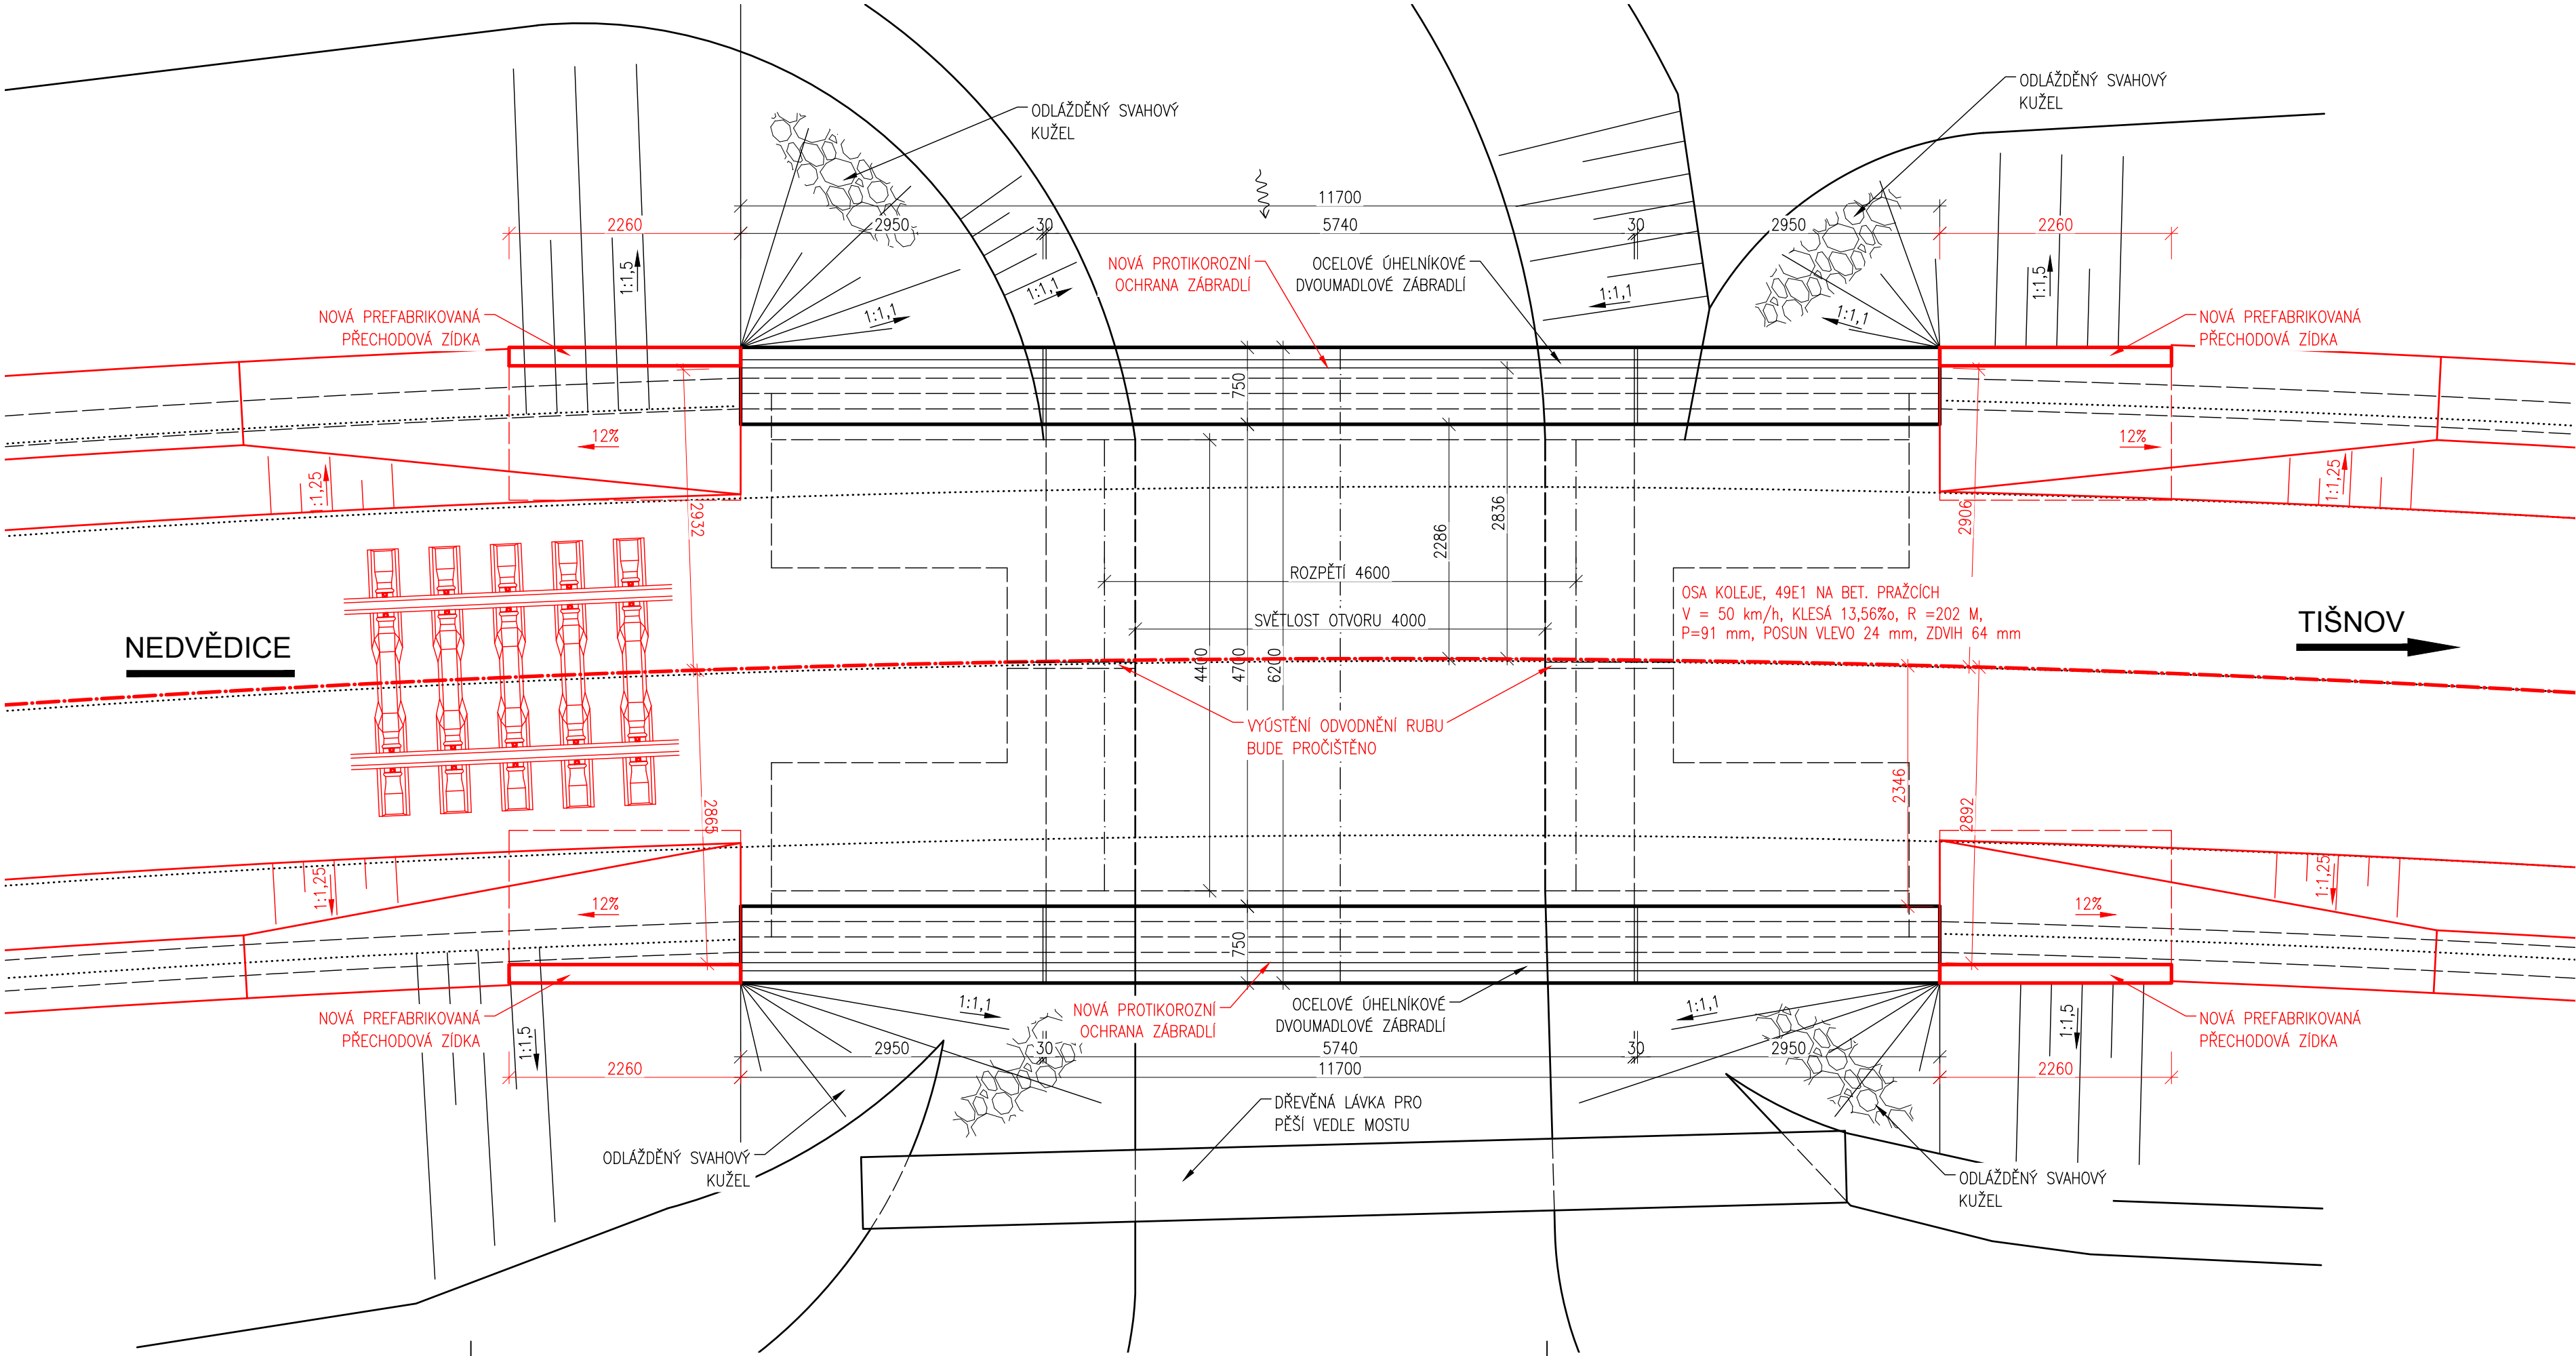 ODLÁŽDĚNÝ SVAHOVÝ
KUŽEL
ODLÁŽDĚNÝ SVAHOVÝ
KUŽEL
11700
2260
2950
30
5740
30
2950
2260
1:1,5
1:1,1
1:1,1
NOVÁ PROTIKOROZNÍ
OCHRANA ZÁBRADLÍ
OCELOVÉ ÚHELNÍKOVÉ
DVOUMADLOVÉ ZÁBRADLÍ
1:1,1
1:1,1
1:1,5
NOVÁ PREFABRIKOVANÁ
PŘECHODOVÁ ZÍDKA
NOVÁ PREFABRIKOVANÁ
PŘECHODOVÁ ZÍDKA
750
12%
12%
1:1,25
1:1,25
2932
2286
2836
2906
ROZPĚTÍ 4600
SVĚTLOST OTVORU 4000
OSA KOLEJE, 49E1 NA BET. PRAŽCÍCH
V = 50 km/h, KLESÁ 13,56‰, R =202 M,
P=91 mm, POSUN VLEVO 24 mm, ZDVIH 64 mm
NEDVĚDICE
TIŠNOV
4400
4700
6200
VYÚSTĚNÍ ODVODNĚNÍ RUBU
BUDE PROČIŠTĚNO
2865
2346
2892
1:1,25
1:1,25
12%
12%
750
NOVÁ PREFABRIKOVANÁ
PŘECHODOVÁ ZÍDKA
1:1,5
1:1,1
NOVÁ PROTIKOROZNÍ
OCHRANA ZÁBRADLÍ
OCELOVÉ ÚHELNÍKOVÉ
DVOUMADLOVÉ ZÁBRADLÍ
1:1,1
1:1,5
NOVÁ PREFABRIKOVANÁ
PŘECHODOVÁ ZÍDKA
2950
30
5740
30
2950
2260
11700
2260
DŘEVĚNÁ LÁVKA PRO
PĚŠÍ VEDLE MOSTU
ODLÁŽDĚNÝ SVAHOVÝ
KUŽEL
ODLÁŽDĚNÝ SVAHOVÝ
KUŽEL